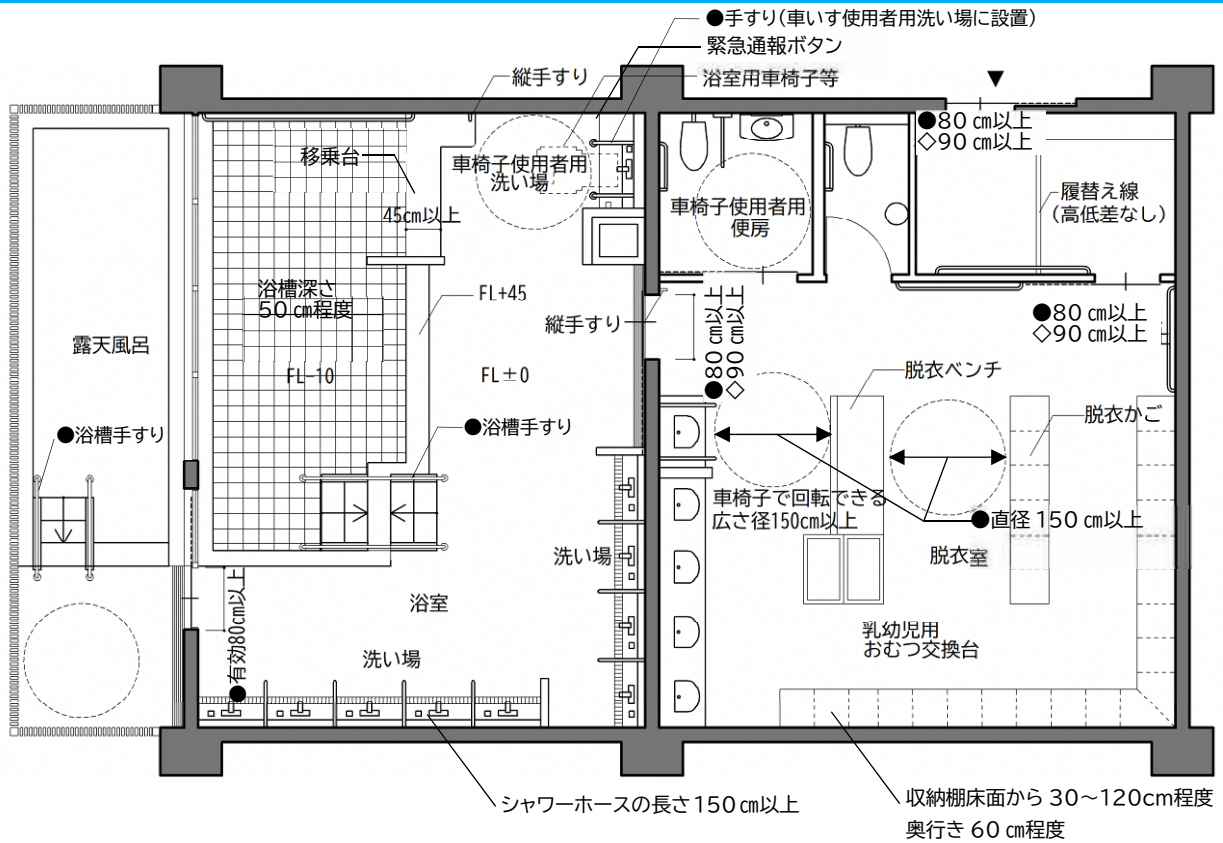 ●手すり(車いす使用者用洗い場に設置)
緊急通報ボタン
縦手すり
浴室用車椅子等
▼
●80㎝以上
◇90㎝以上
移乗台
車椅子使用者用
洗い場
45cm以上
車椅子使用者用
便房
履替え線
(高低差なし)
浴槽深さ
50㎝程度
FL+45
縦手すり
●80㎝以上
◇90㎝以上
●80㎝以上
◇90㎝以上
露天風呂
FL-10
FL±0
脱衣ベンチ
脱衣かご
●浴槽手すり
●浴槽手すり
車椅子で回転できる
広さ径150cm以上
●直径150㎝以上
洗い場
脱衣室
●有効80cm以上
浴室
乳幼児用
おむつ交換台
洗い場
シャワーホースの長さ150㎝以上
収納棚床面から30～120cm程度
奥行き60㎝程度